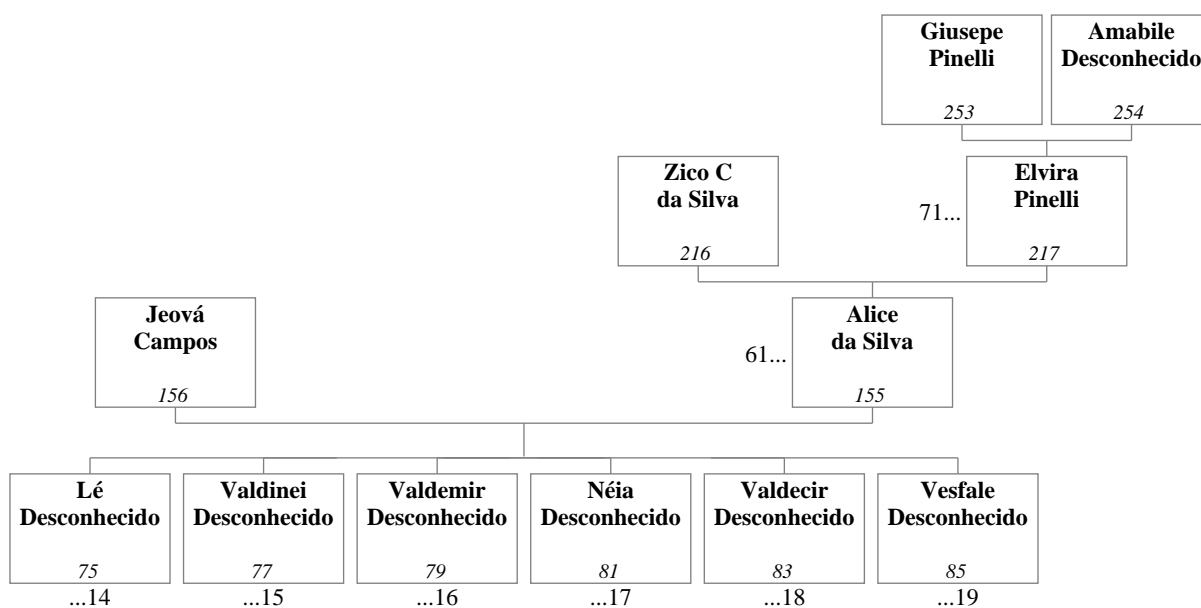 Giusepe
Pinelli
253
Amabile
Desconhecido
254
Zico C
da Silva
216
71...
Elvira
Pinelli
217
Jeová
Campos
156
61...
Alice
da Silva
155
Lé
Desconhecido
75
...14
Valdinei
Desconhecido
77
...15
Valdemir
Desconhecido
79
...16
Néia
Desconhecido
81
...17
Valdecir
Desconhecido
83
...18
Vesfale
Desconhecido
85
...19